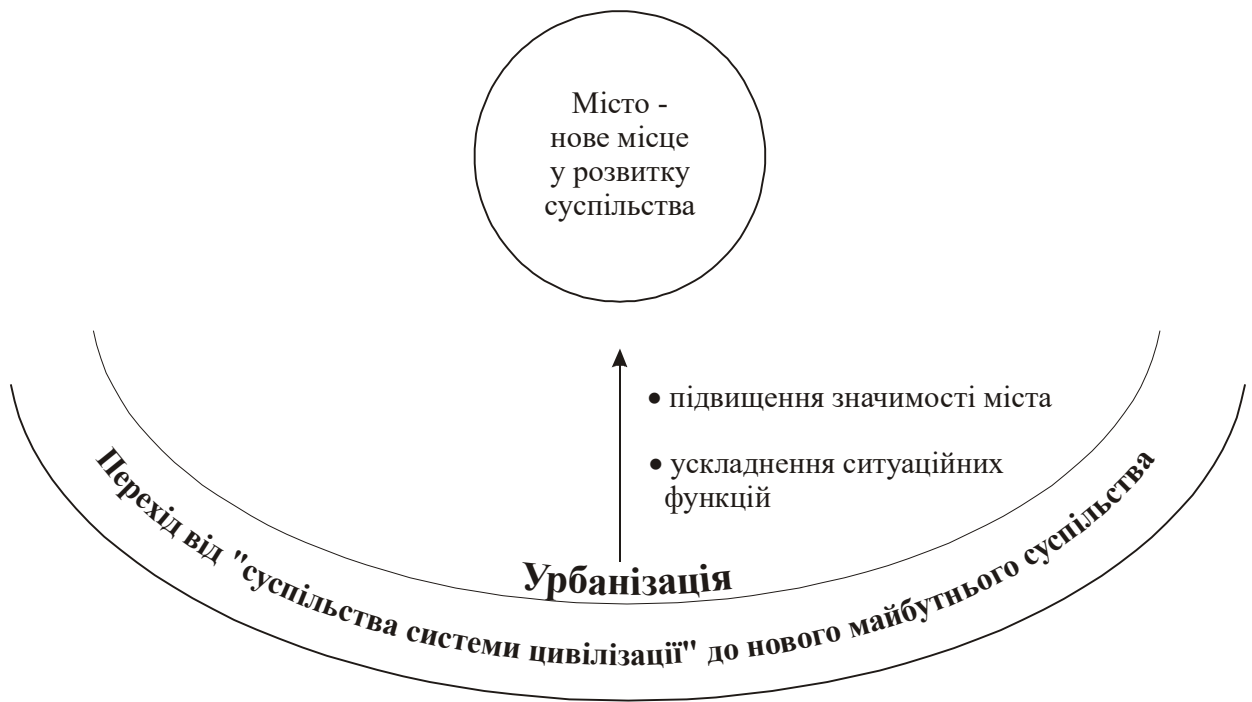 Місто -
нове місце
у розвитку
суспільства
• підвищення значимості міста
• ускладнення ситуаційних
функцій
Урбанізація
Перехід від "суспільства системи цивілізації" до нового майбутнього суспільства